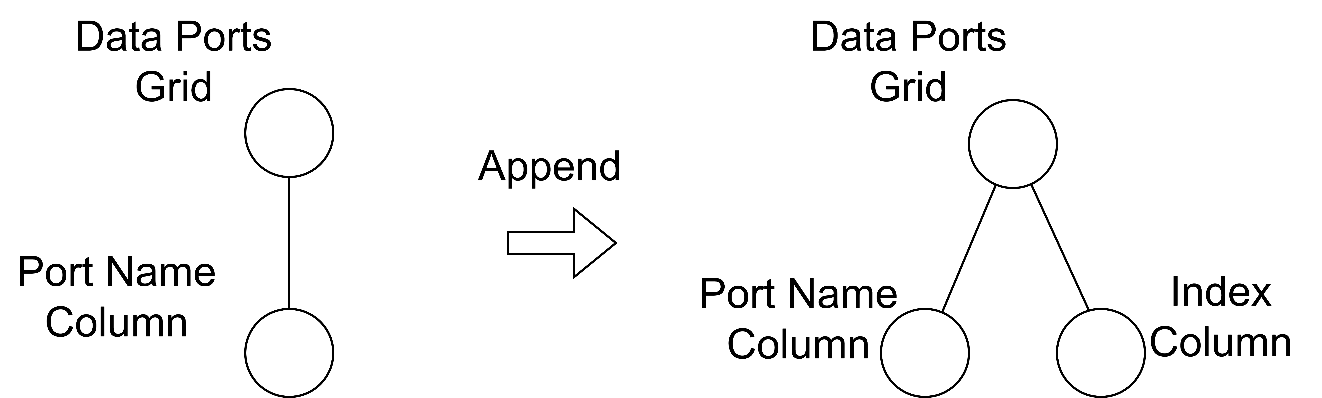 Data Ports
Grid
Port Name
Column
Append
Data Ports
Grid
Port Name
Column
Index
Column